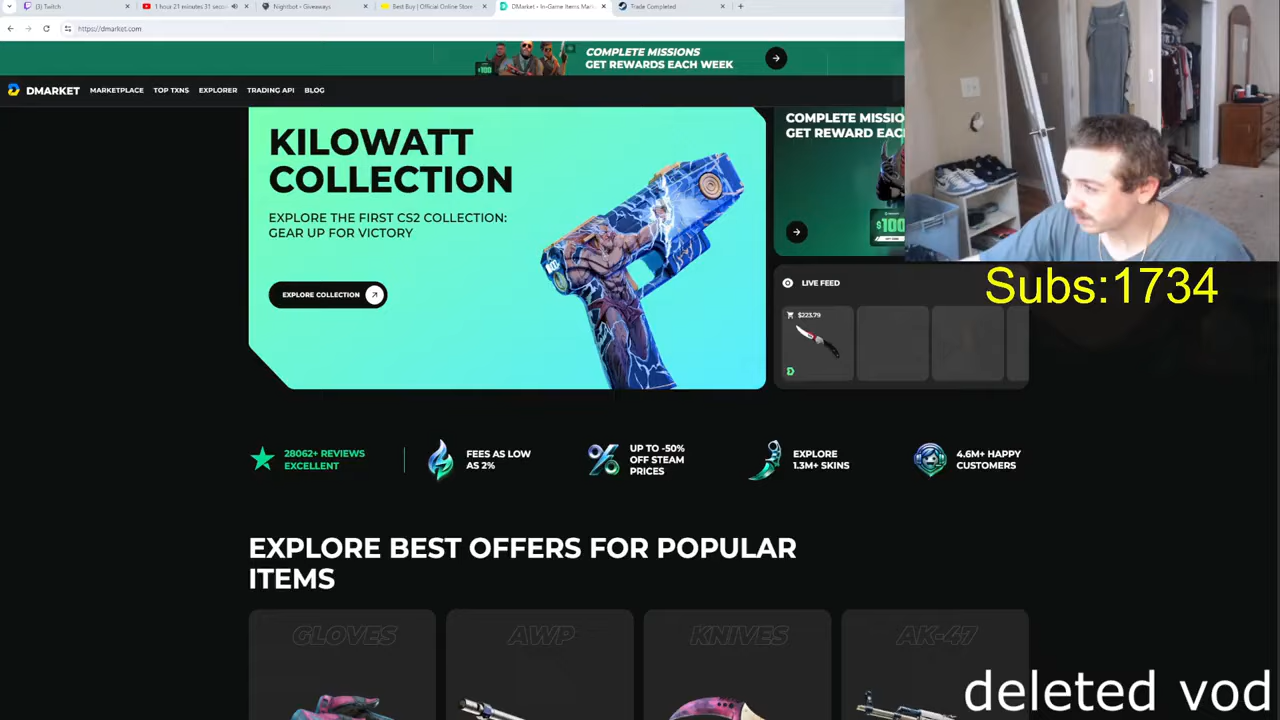 (3) Twitch
1 hour 21 minutes 31 secon
Nightbot • Giveaways
Best Buy | Official Online Store
DMarket • In-Game Items Mar
Trade Completed
https://dmarket.com
COMPLETE MISSIONS
GET REWARDS EACH WEEK
DMARKET
MARKETPLACE
TOP TXNS
EXPLORER
TRADING API
BLOG
KILOWATT
COLLECTION
EXPLORE THE FIRST CS2 COLLECTION:
GEAR UP FOR VICTORY
EXPLORE COLLECTION
COMPLETE MISSIO
GET REWARD EAC
$100
LIVE FEED
$223.79
Subs:1734
28062+ REVIEWS
EXCELLENT
FEES AS LOW
AS 2%
UP TO -50%
OFF STEAM
PRICES
EXPLORE
1.3M+ SKINS
4.6M+ HAPPY
CUSTOMERS
EXPLORE BEST OFFERS FOR POPULAR
ITEMS
GLOVES
AWP
KNIVES
AK-47
deleted vod